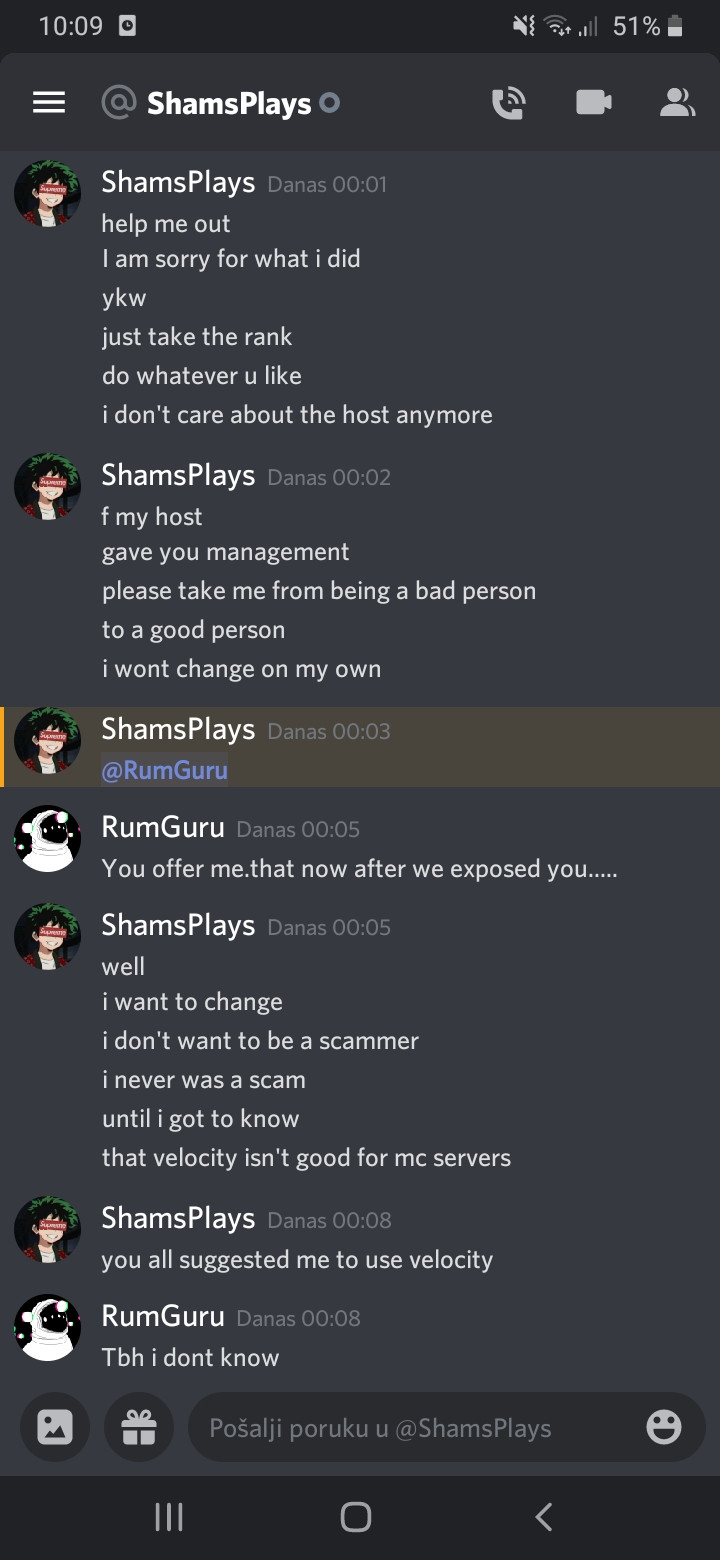 10:09
51%
@ ShamsPlays
ShamsPlays Danas 00:01
help me out
I am sorry for what i did
ykw
just take the rank
do whatever u like
i don't care about the host anymore
ShamsPlays Danas 00:02
f my host
gave you management
please take me from being a bad person
to a good person
i wont change on my own
ShamsPlays Danas 00:03
@RumGuru
RumGuru Danas 00:05
You offer me.that now after we exposed you.....
ShamsPlays Danas 00:05
well
i want to change
i don't want to be a scammer
i never was a scam
until i got to know
that velocity isn't good for mc servers
ShamsPlays Danas 00:08
you all suggested me to use velocity
RumGuru Danas 00:08
Tbh i dont know
Pošalji poruku u @ShamsPlays